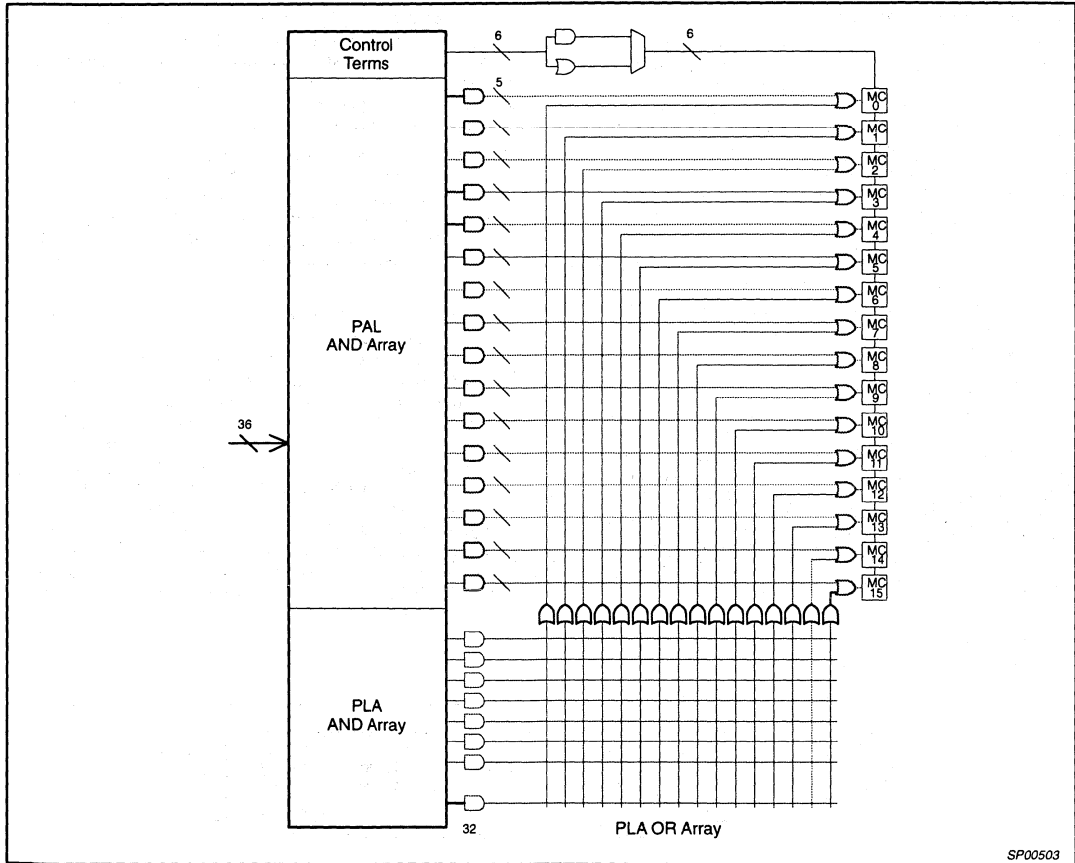 Control
Terms
6
6
5
MC
0
MC
1
MC
2
MC
3
MC
4
MC
5
MC
6
PAL
AND Array
MC
7
MC
8
MC
9
36
MC
10
MC
11
MC
12
MC
13
MC
14
MC
15
PLA
AND Array
32
PLA OR Array
SP00503